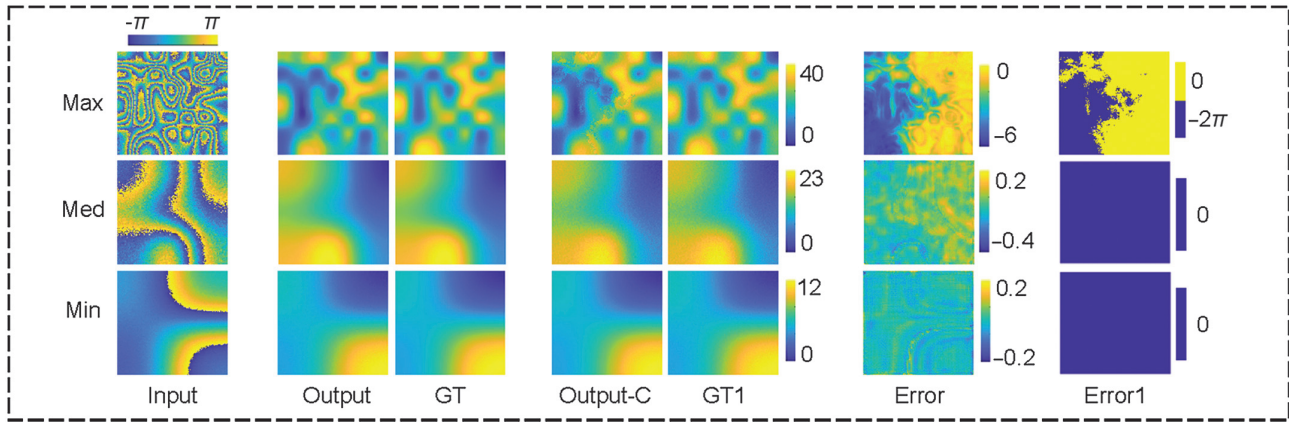 -π π
Max 40 0 0 −6 0 −2π
Med 23 0 0.2 −0.4 0
Min 12 0 0.2 −0.2 0
Input Output GT Output-C GT1 Error Error1